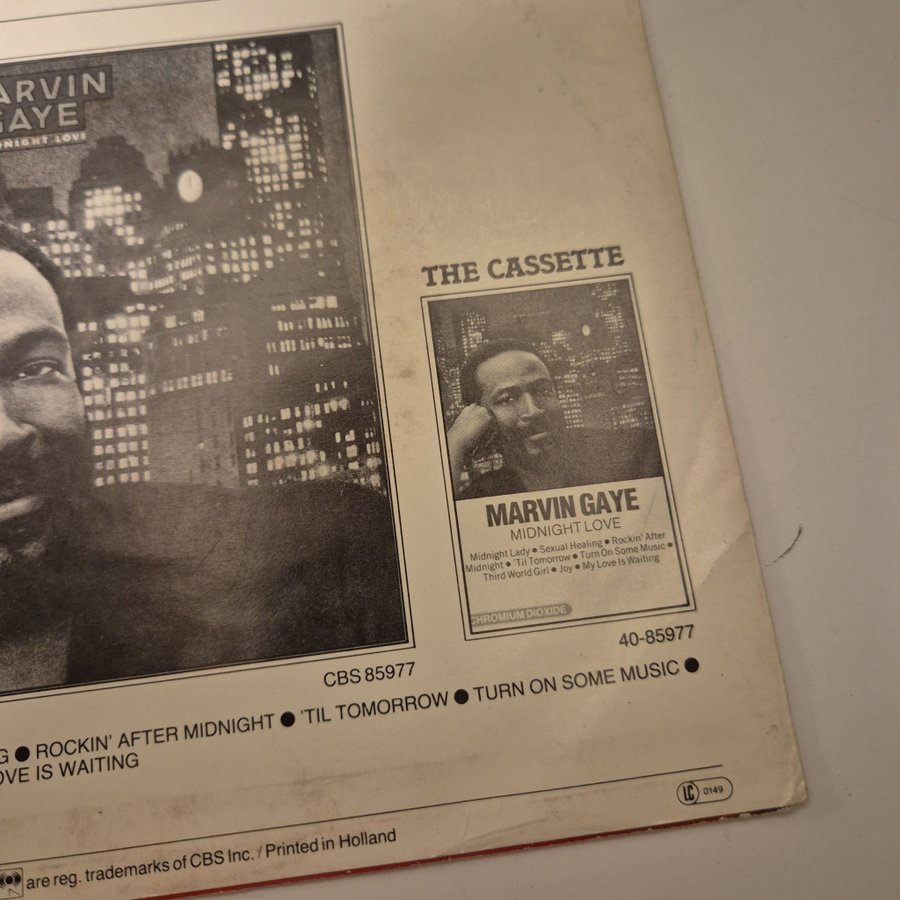 ARVIN
GAYE
DNIGHT LOVE
THE CASSETTE
MARVIN GAYE
MIDNIGHT LOVE
Midnight Lady ● Sexual Healing ● Rockin' After
Midnight ● 'Til Tomorrow ● Turn On Some Music ●
Third World Girl ● Joy ● My Love Is Waiting
CHROMIUM DIOXIDE
40-85977
CBS 85977
G ● ROCKIN' AFTER MIDNIGHT ● 'TIL TOMORROW ● TURN ON SOME MUSIC ●
OVE IS WAITING
LC 0149
are reg. trademarks of CBS Inc. / Printed in Holland